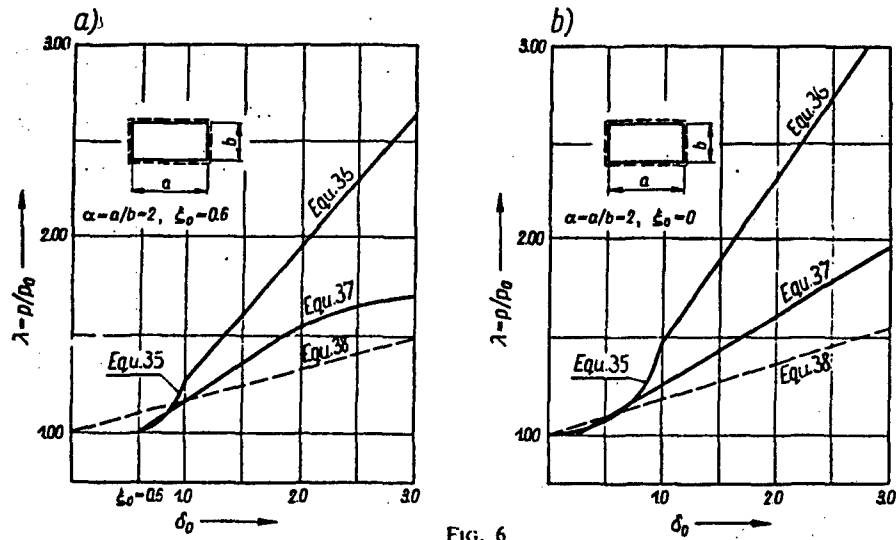 a)
3.00
2.00
1.00
λ=p/p₀
b
a
α=a/b=2, ξ₀=0.6
Equ.36
Equ.37
Equ.38
Equ.35
ξ₀=0.6
1.0
2.0
3.0
δ₀
b)
3.00
2.00
1.00
λ=p/p₀
b
a
α=a/b=2, ξ₀=0
Equ.36
Equ.37
Equ.38
Equ.35
0.5
1.0
2.0
3.0
δ₀
FIG. 6